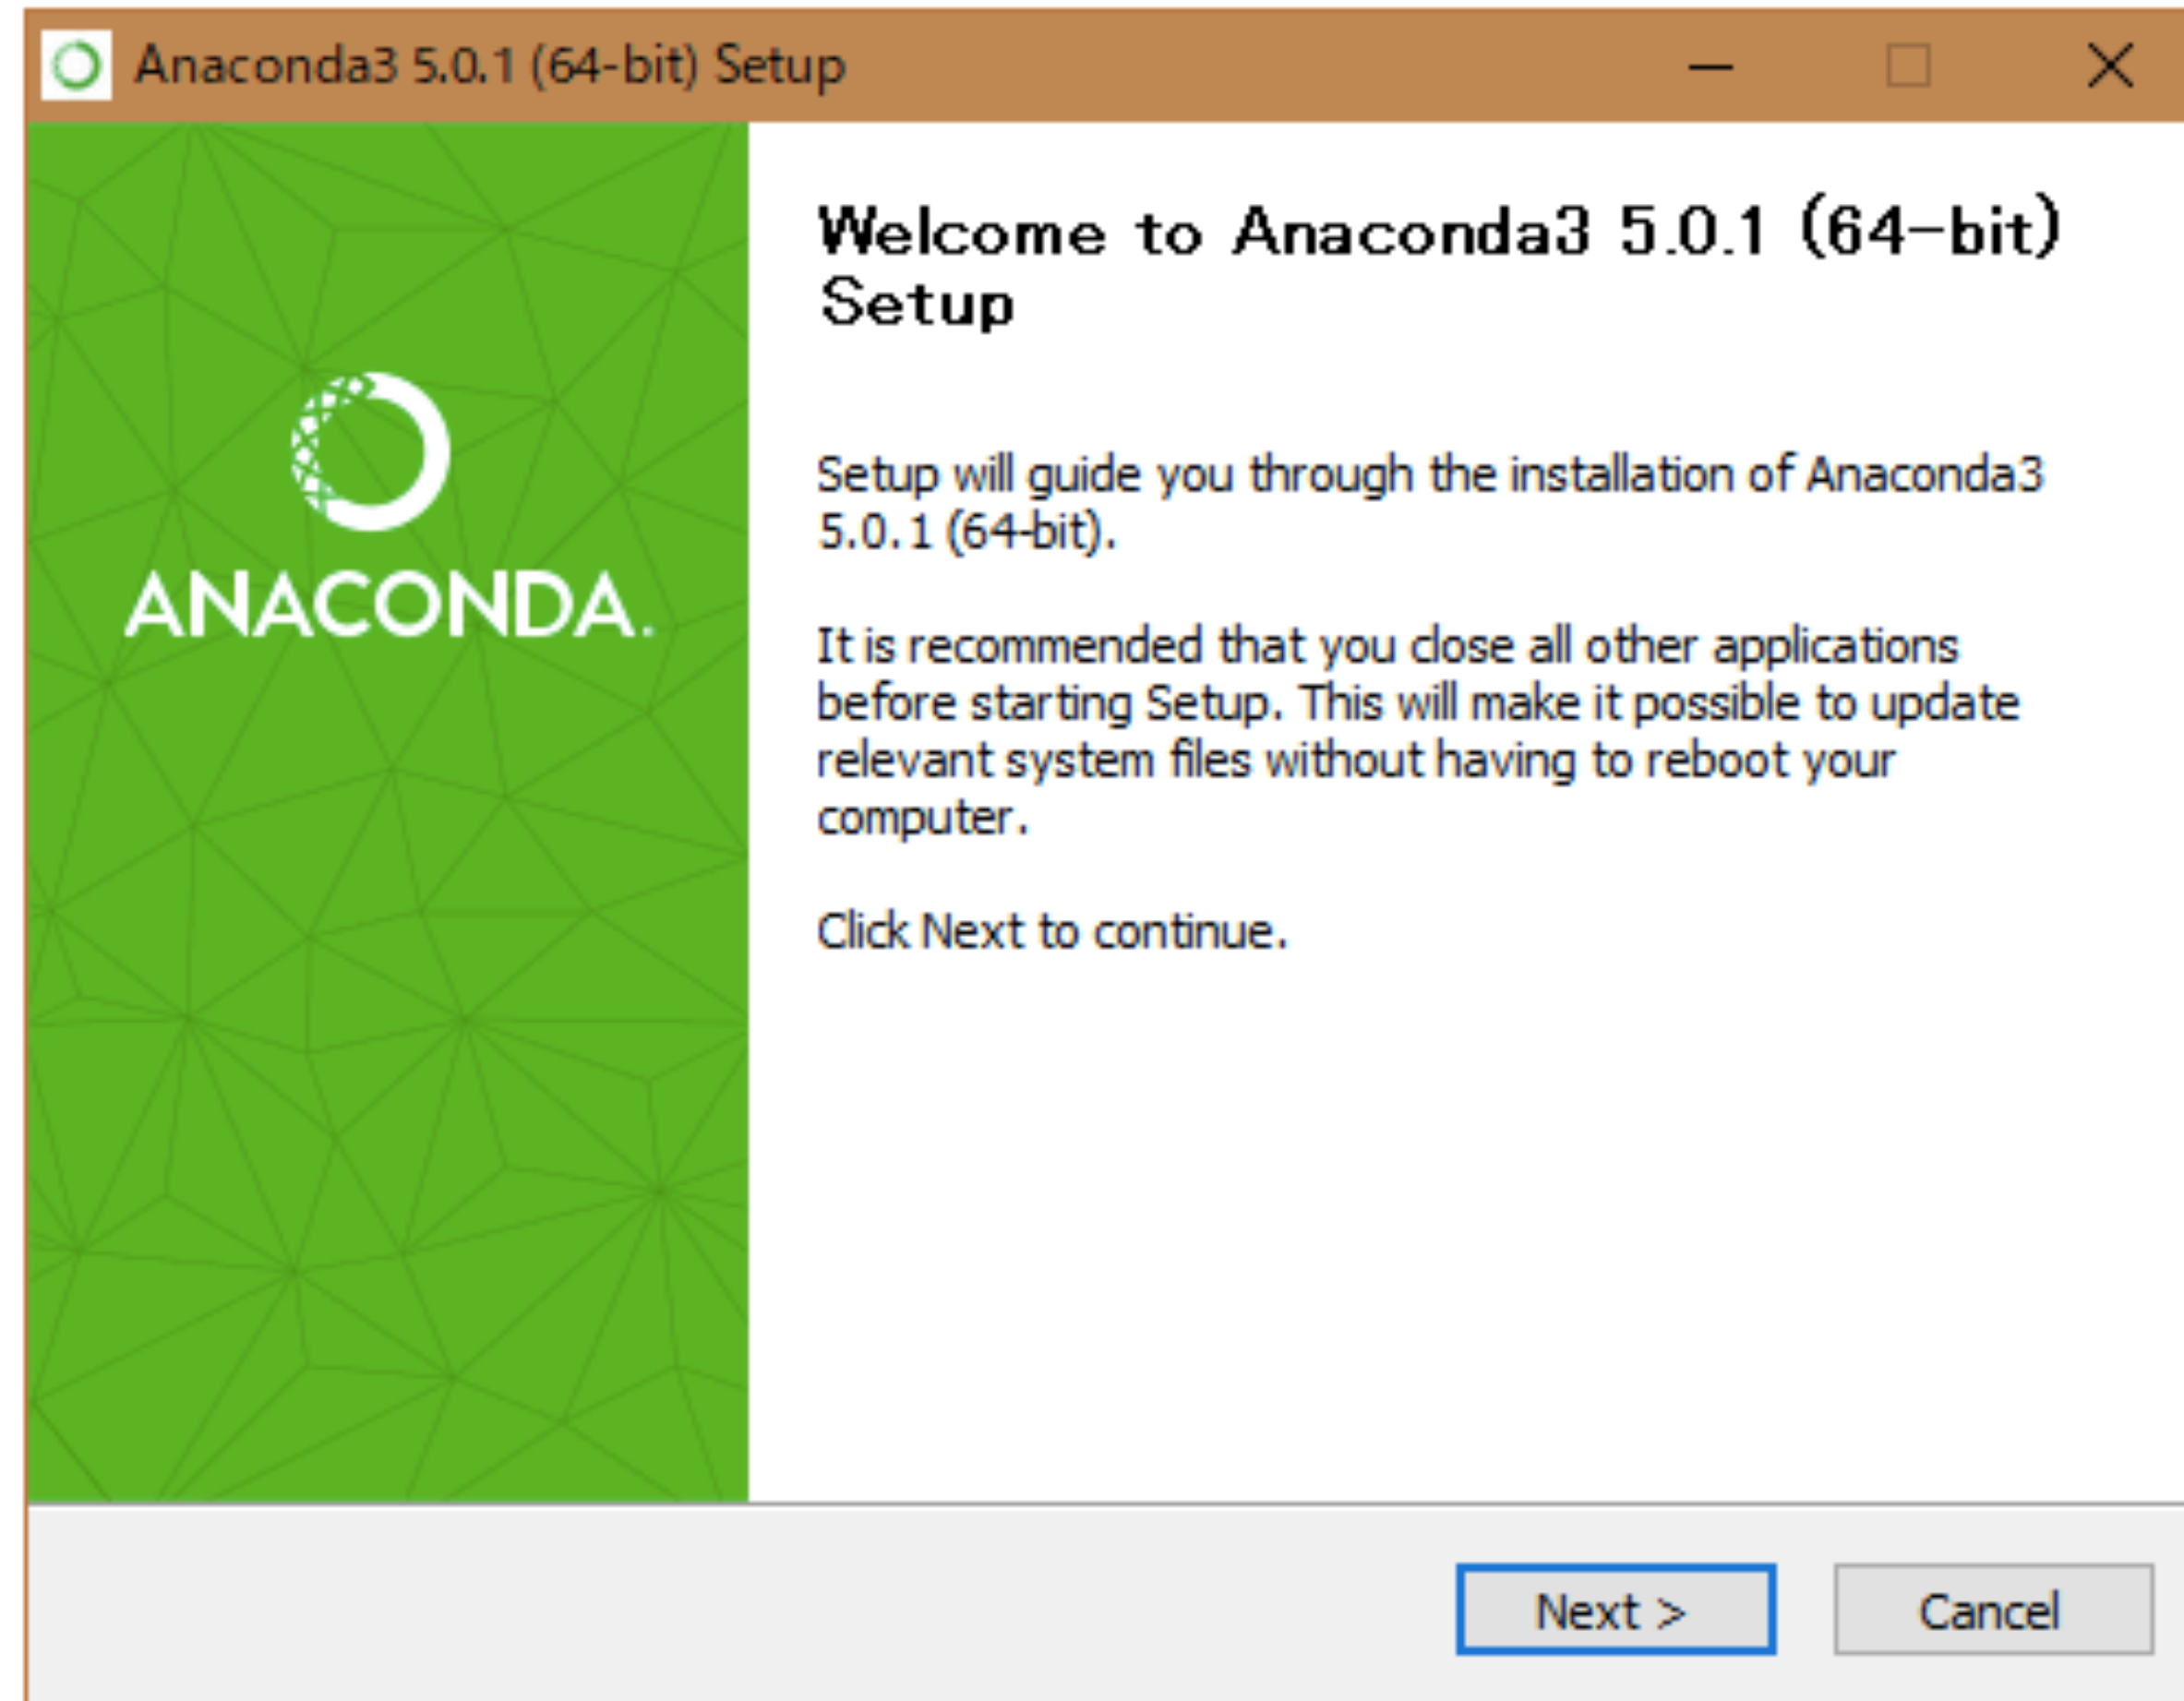 Anaconda3 5.0.1 (64-bit) Setup
ANACONDA.
Welcome to Anaconda3 5.0.1 (64-bit)
Setup
Setup will guide you through the installation of Anaconda3
5.0.1 (64-bit).
It is recommended that you close all other applications
before starting Setup. This will make it possible to update
relevant system files without having to reboot your
computer.
Click Next to continue.
Next >
Cancel